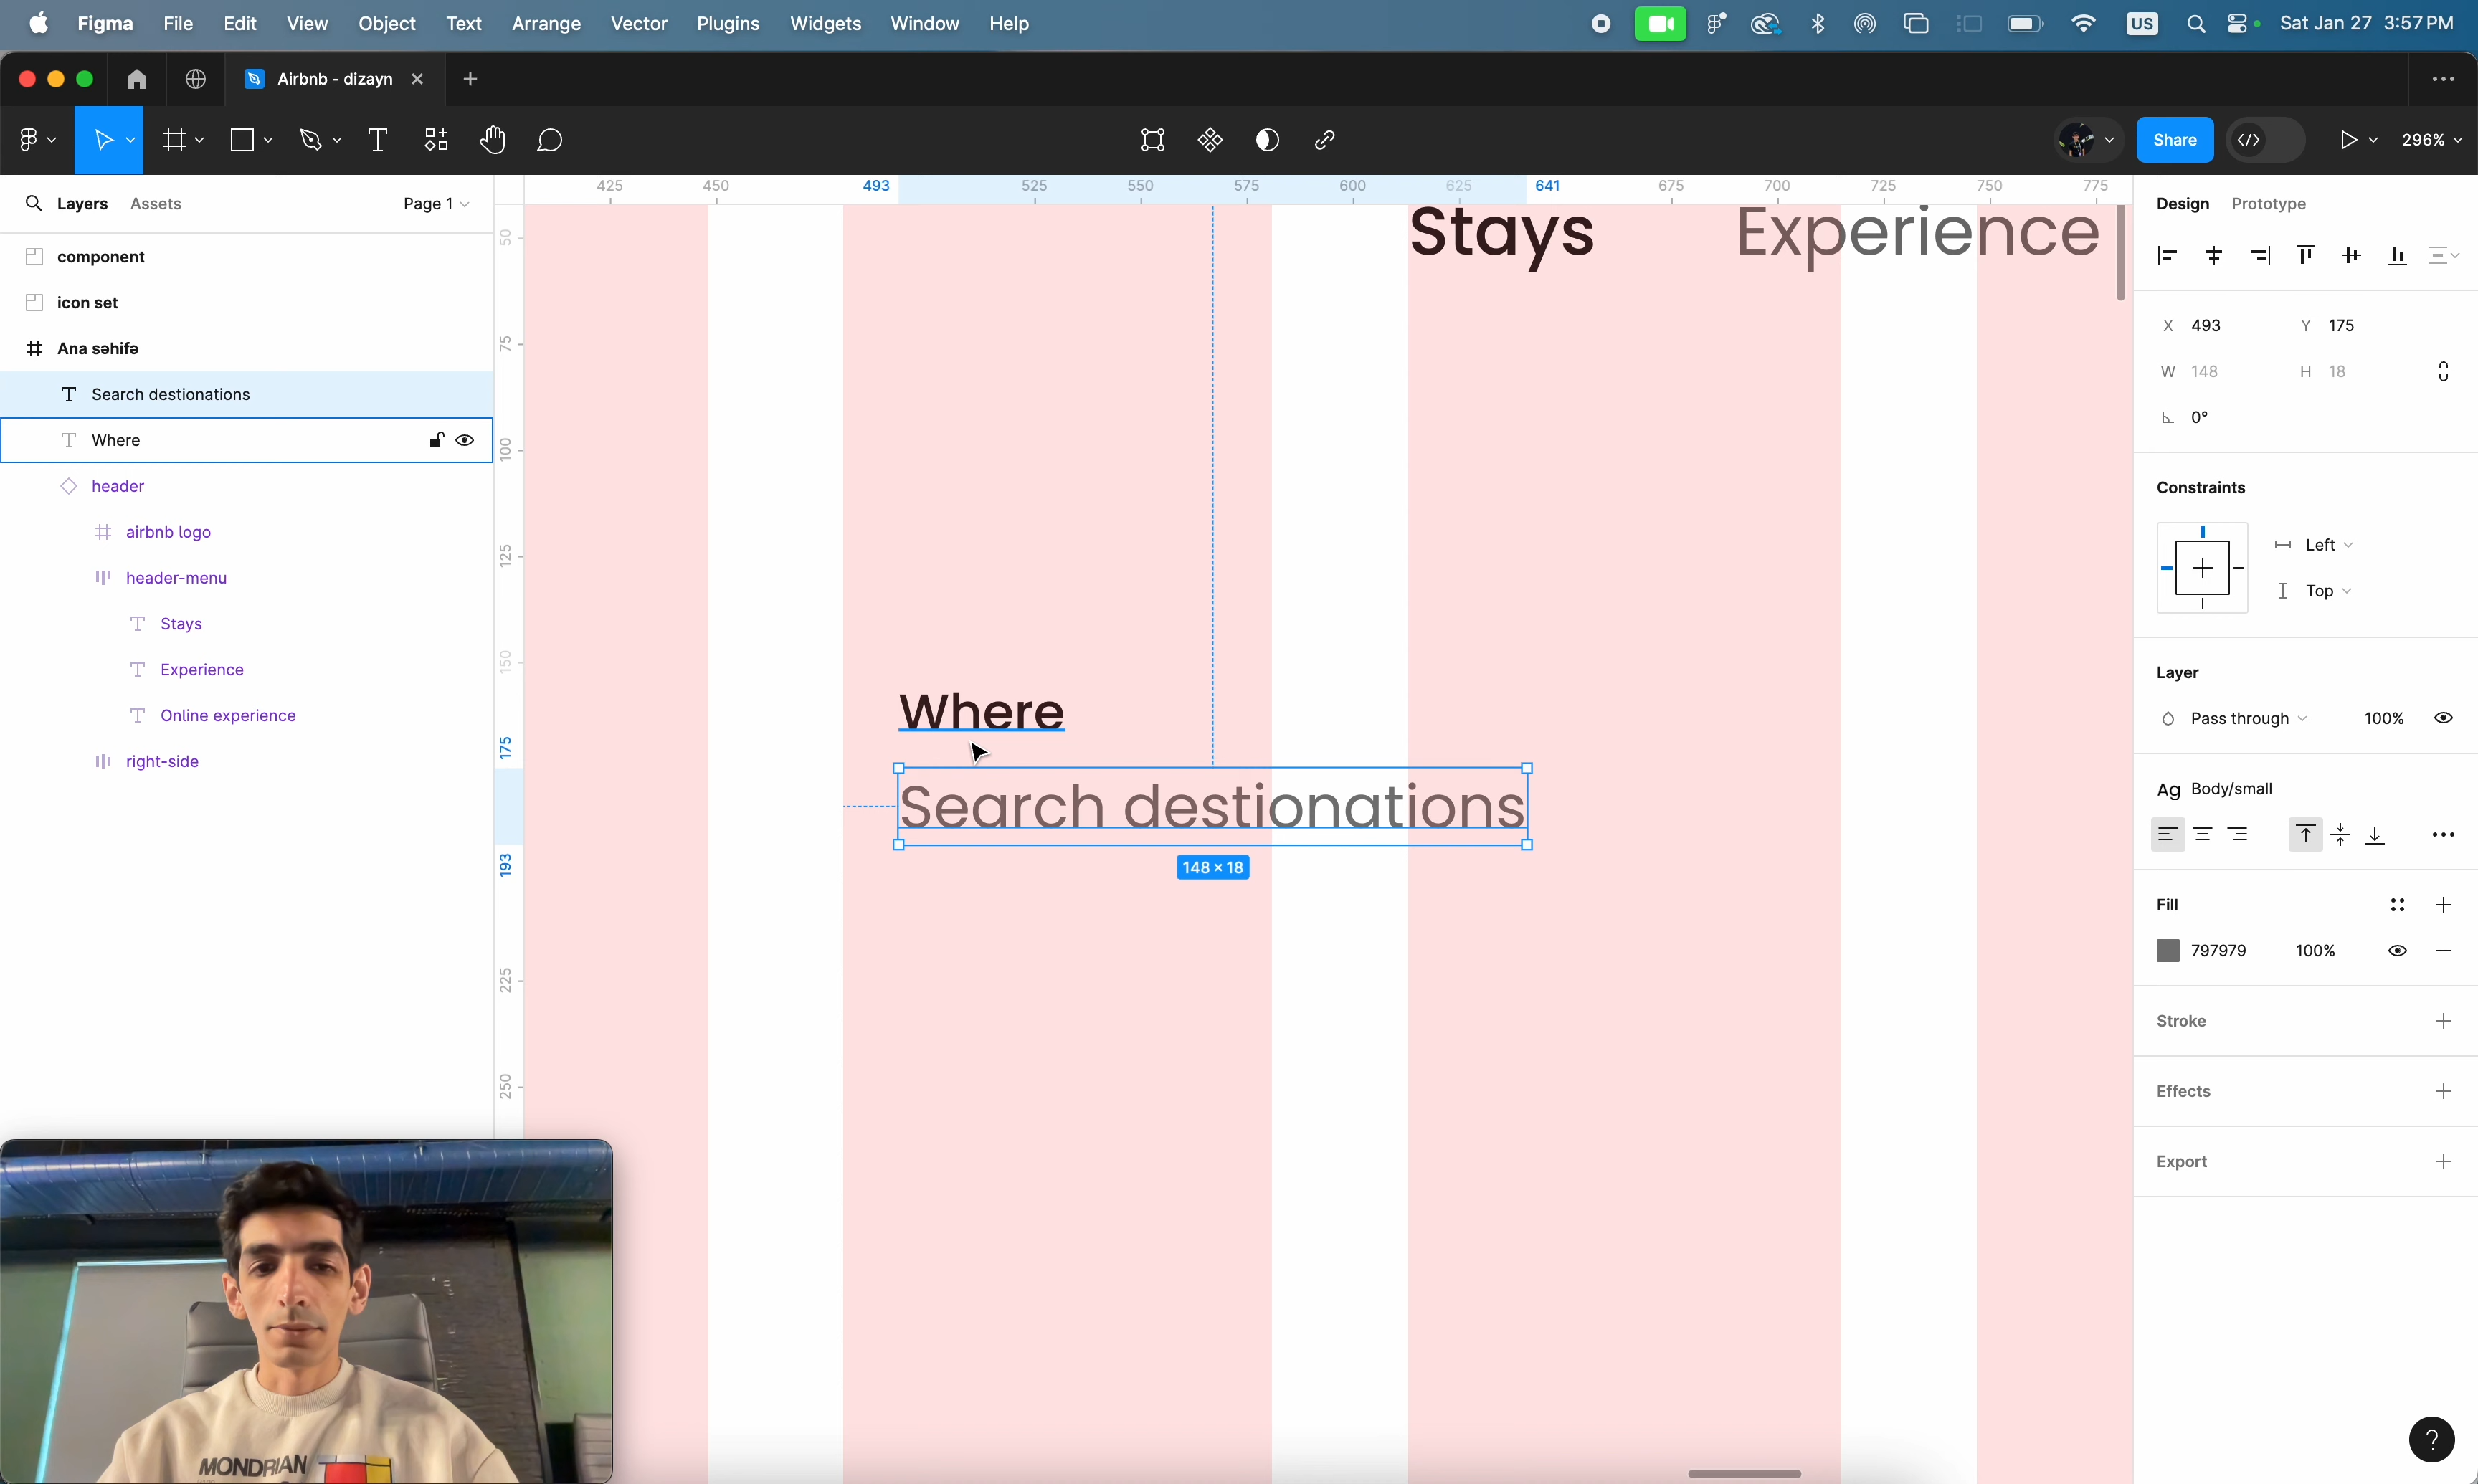 Figma File Edit View Object Text Arrange Vector Plugins Widgets Window Help US Sat Jan 27 3:57 PM
Airbnb - dizayn
Share 296%
Layers Assets Page 1
component
icon set
Ana səhifə
Search destionations
Where
header
airbnb logo
header-menu
Stays
Experience
Online experience
right-side
425 450 493 525 550 575 600 625 641 675 700 725 750 775
50
75
100
125
150
175
193
225
250
Stays Experience
Where
Search destionations
148 × 18
Design Prototype
X 493 Y 175
W 148 H 18
0°
Constraints
Left
Top
Layer
Pass through 100%
Ag Body/small
Fill
797979 100%
Stroke
Effects
Export
?
MONDRIAN